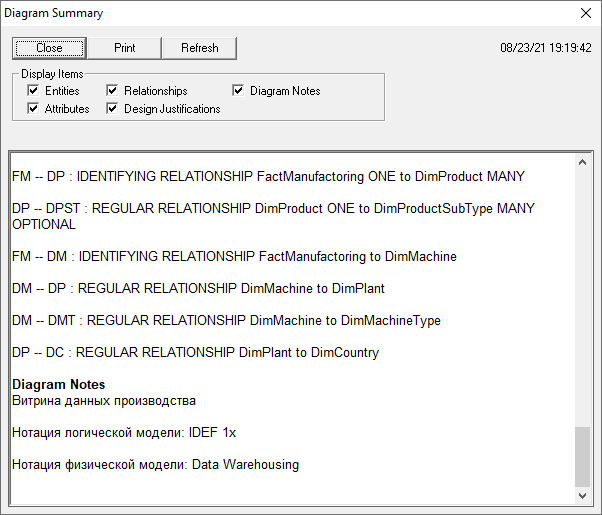 Diagram Summary
Close
Print
Refresh
08/23/21 19:19:42
Display Items
Entities
Relationships
Diagram Notes
Attributes
Design Justifications
FM -- DP : IDENTIFYING RELATIONSHIP FactManufactoring ONE to DimProduct MANY
DP -- DPST : REGULAR RELATIONSHIP DimProduct ONE to DimProductSubType MANY
OPTIONAL
FM -- DM : IDENTIFYING RELATIONSHIP FactManufactoring to DimMachine
DM -- DP : REGULAR RELATIONSHIP DimMachine to DimPlant
DM -- DMT : REGULAR RELATIONSHIP DimMachine to DimMachineType
DP -- DC : REGULAR RELATIONSHIP DimPlant to DimCountry
Diagram Notes
Витрина данных производства
Нотация логической модели: IDEF 1x
Нотация физической модели: Data Warehousing